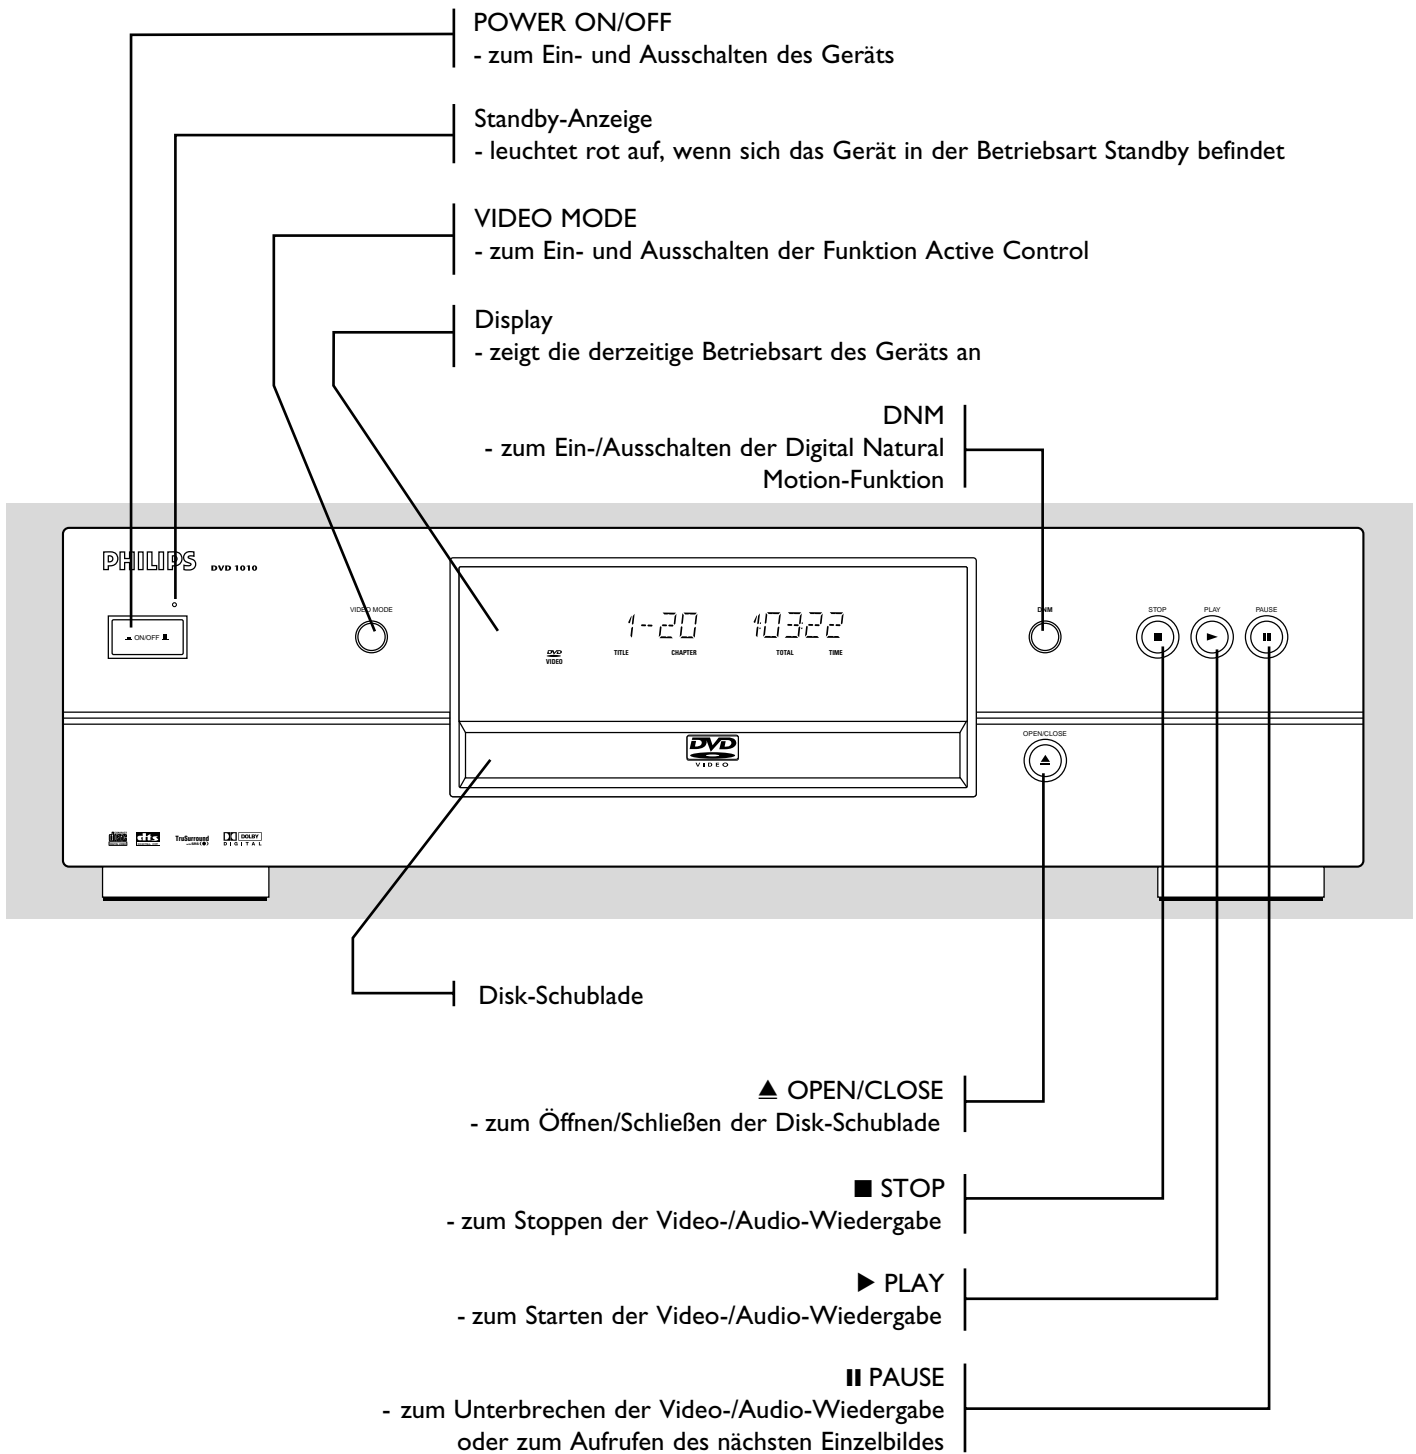 POWER ON/OFF
- zum Ein- und Ausschalten des Geräts
Standby-Anzeige
- leuchtet rot auf, wenn sich das Gerät in der Betriebsart Standby befindet
VIDEO MODE
- zum Ein- und Ausschalten der Funktion Active Control
Display
- zeigt die derzeitige Betriebsart des Geräts an
DNM
- zum Ein-/Ausschalten der Digital Natural
Motion-Funktion
PHILIPS DVD 1010
ON/OFF
VIDEO MODE
1-20 10322
DVD VIDEO
TITLE CHAPTER TOTAL TIME
DNM
STOP PLAY PAUSE
OPEN/CLOSE
DVD
VIDEO
disc
dts
TruSurround
DOLBY
DIGITAL
Disk-Schublade
▲ OPEN/CLOSE
- zum Öffnen/Schließen der Disk-Schublade
■ STOP
- zum Stoppen der Video-/Audio-Wiedergabe
▶ PLAY
- zum Starten der Video-/Audio-Wiedergabe
II PAUSE
- zum Unterbrechen der Video-/Audio-Wiedergabe
oder zum Aufrufen des nächsten Einzelbildes